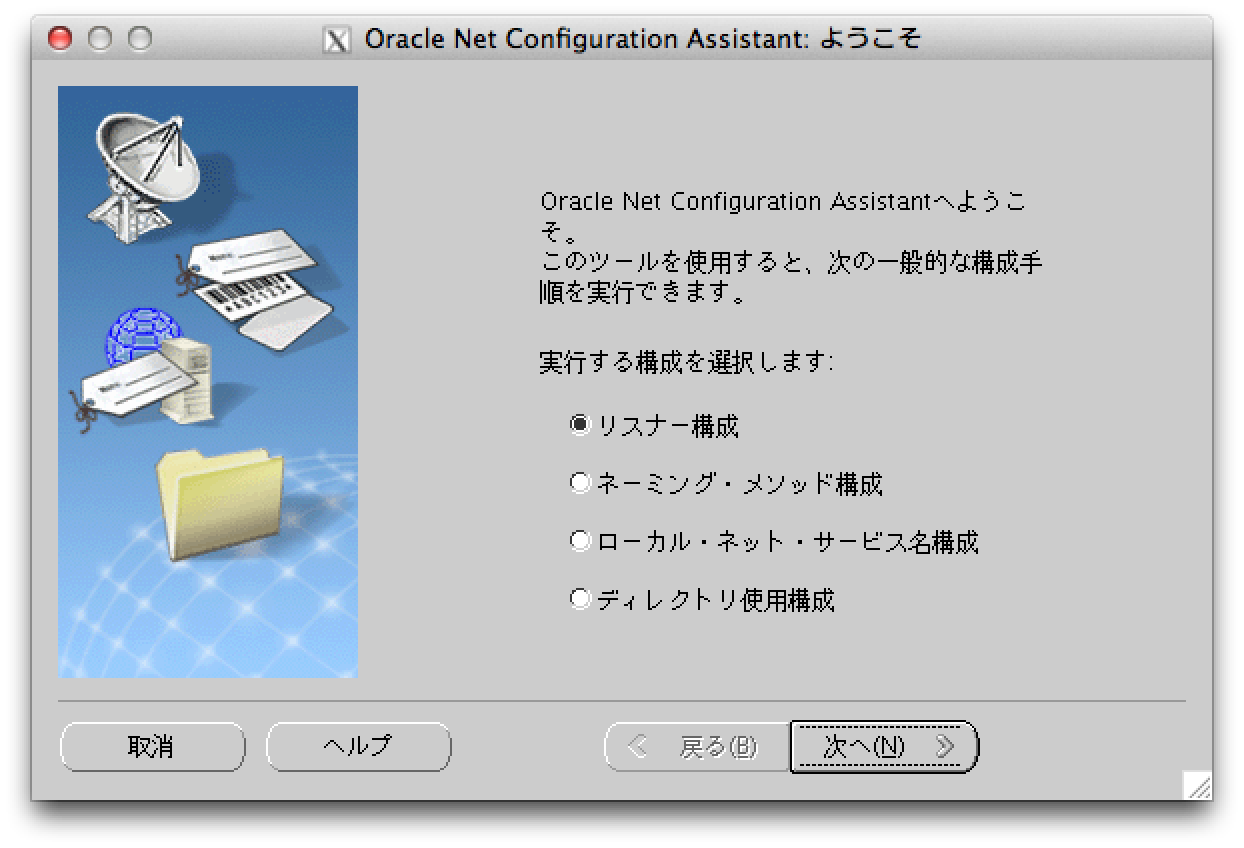 Oracle Net Configuration Assistant: ようこそ
Oracle Net Configuration Assistantへようこ
そ。
このツールを使用すると、次の一般的な構成手
順を実行できます。
実行する構成を選択します:
リスナー構成
ネーミング・メソッド構成
ローカル・ネット・サービス名構成
ディレクトリ使用構成
取消
ヘルプ
戻る(B)
次へ(N)